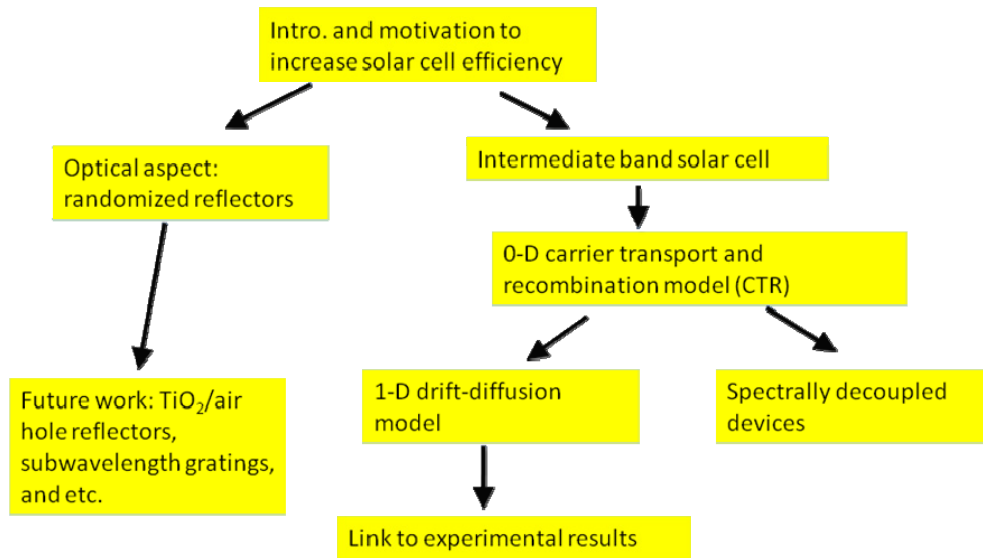 Intro. and motivation to
increase solar cell efficiency
Optical aspect:
randomized reflectors
Intermediate band solar cell
0-D carrier transport and
recombination model (CTR)
Future work: TiO₂/air
hole reflectors,
subwavelength gratings,
and etc.
1-D drift-diffusion
model
Spectrally decoupled
devices
Link to experimental results